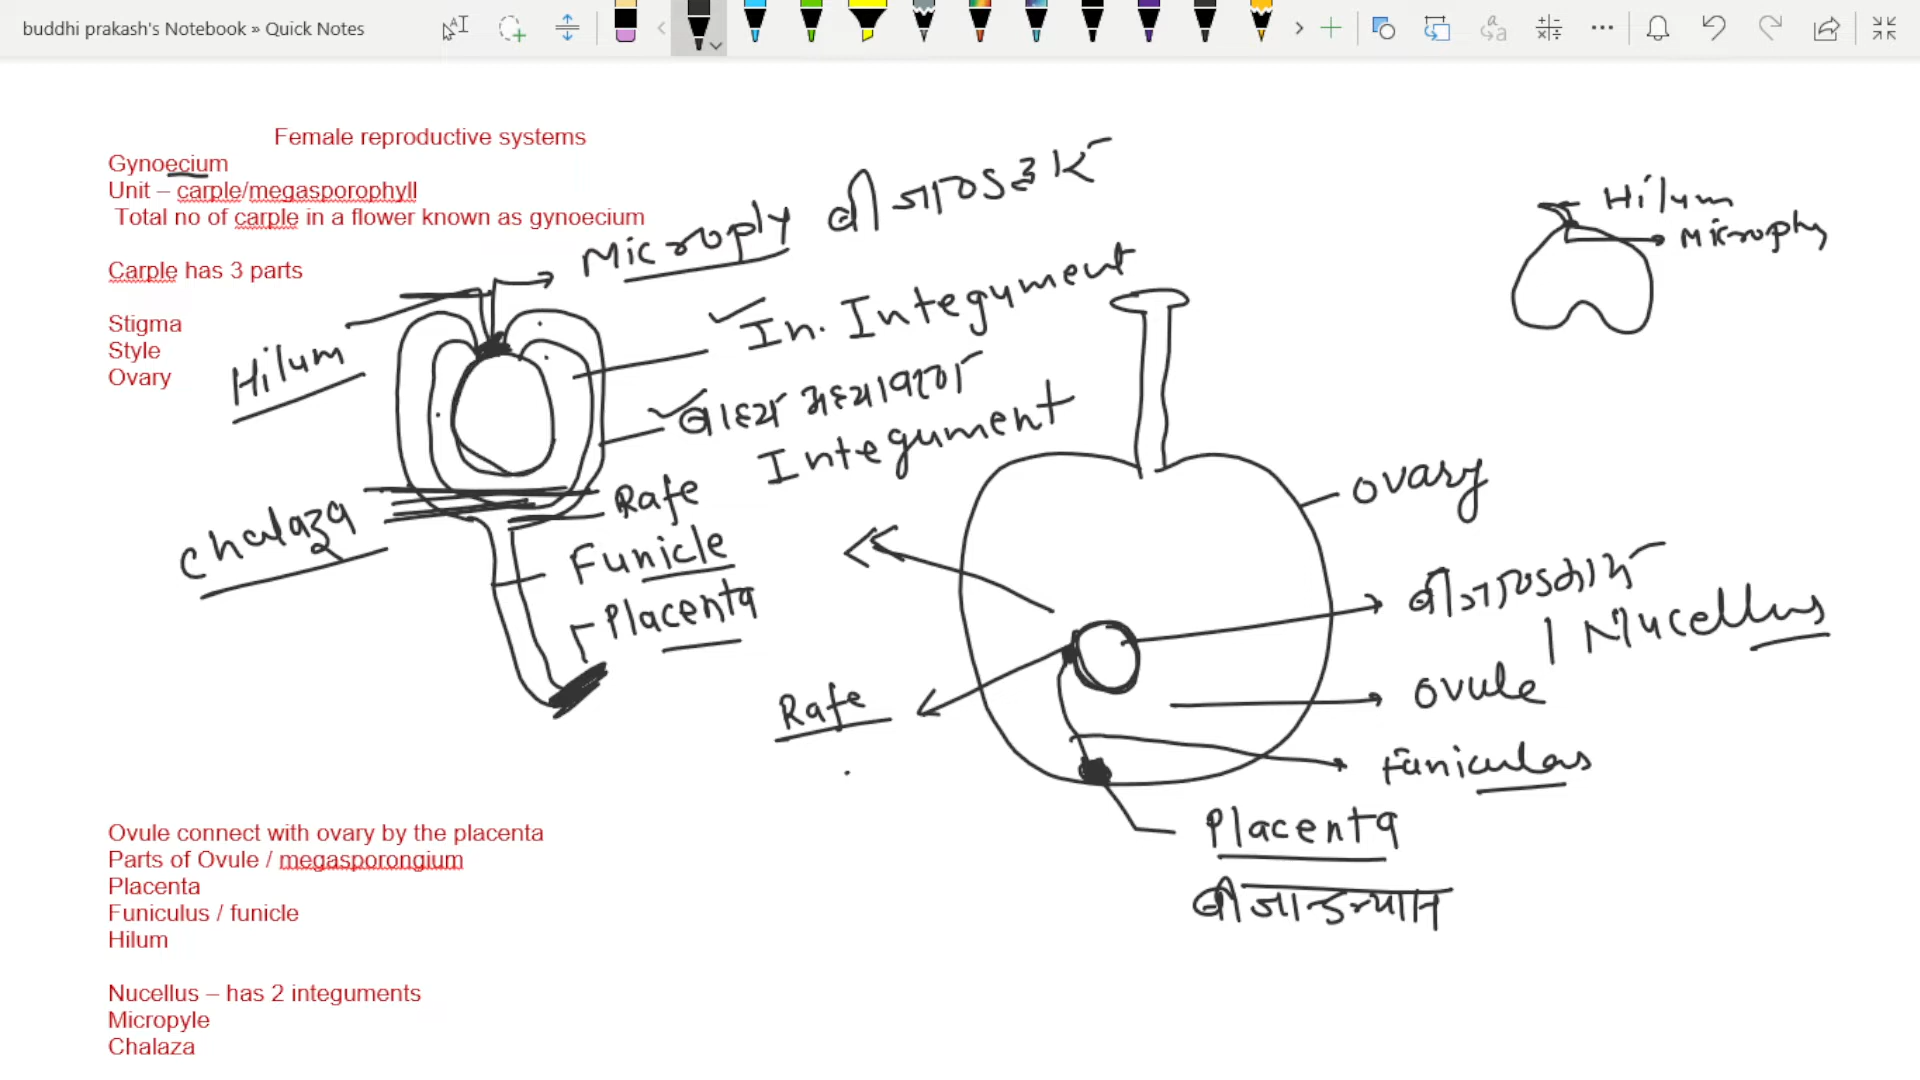 buddhi prakash's Notebook » Quick Notes
Female reproductive systems
Gynoecium
Unit – carple/megasporophyll
Total no of carple in a flower known as gynoecium
Carple has 3 parts
Stigma
Style
Ovary
Microply
In. Integument
बाह्य
Integument
Hilum
Chalaza
Rafe
Funicle
Placenta
Hilum
Microphy
Ovary
Nucellus
Ovule
Rafe
Funiculas
Placenta
Ovule connect with ovary by the placenta
Parts of Ovule / megasporongium
Placenta
Funiculus / funicle
Hilum
Nucellus – has 2 integuments
Micropyle
Chalaza